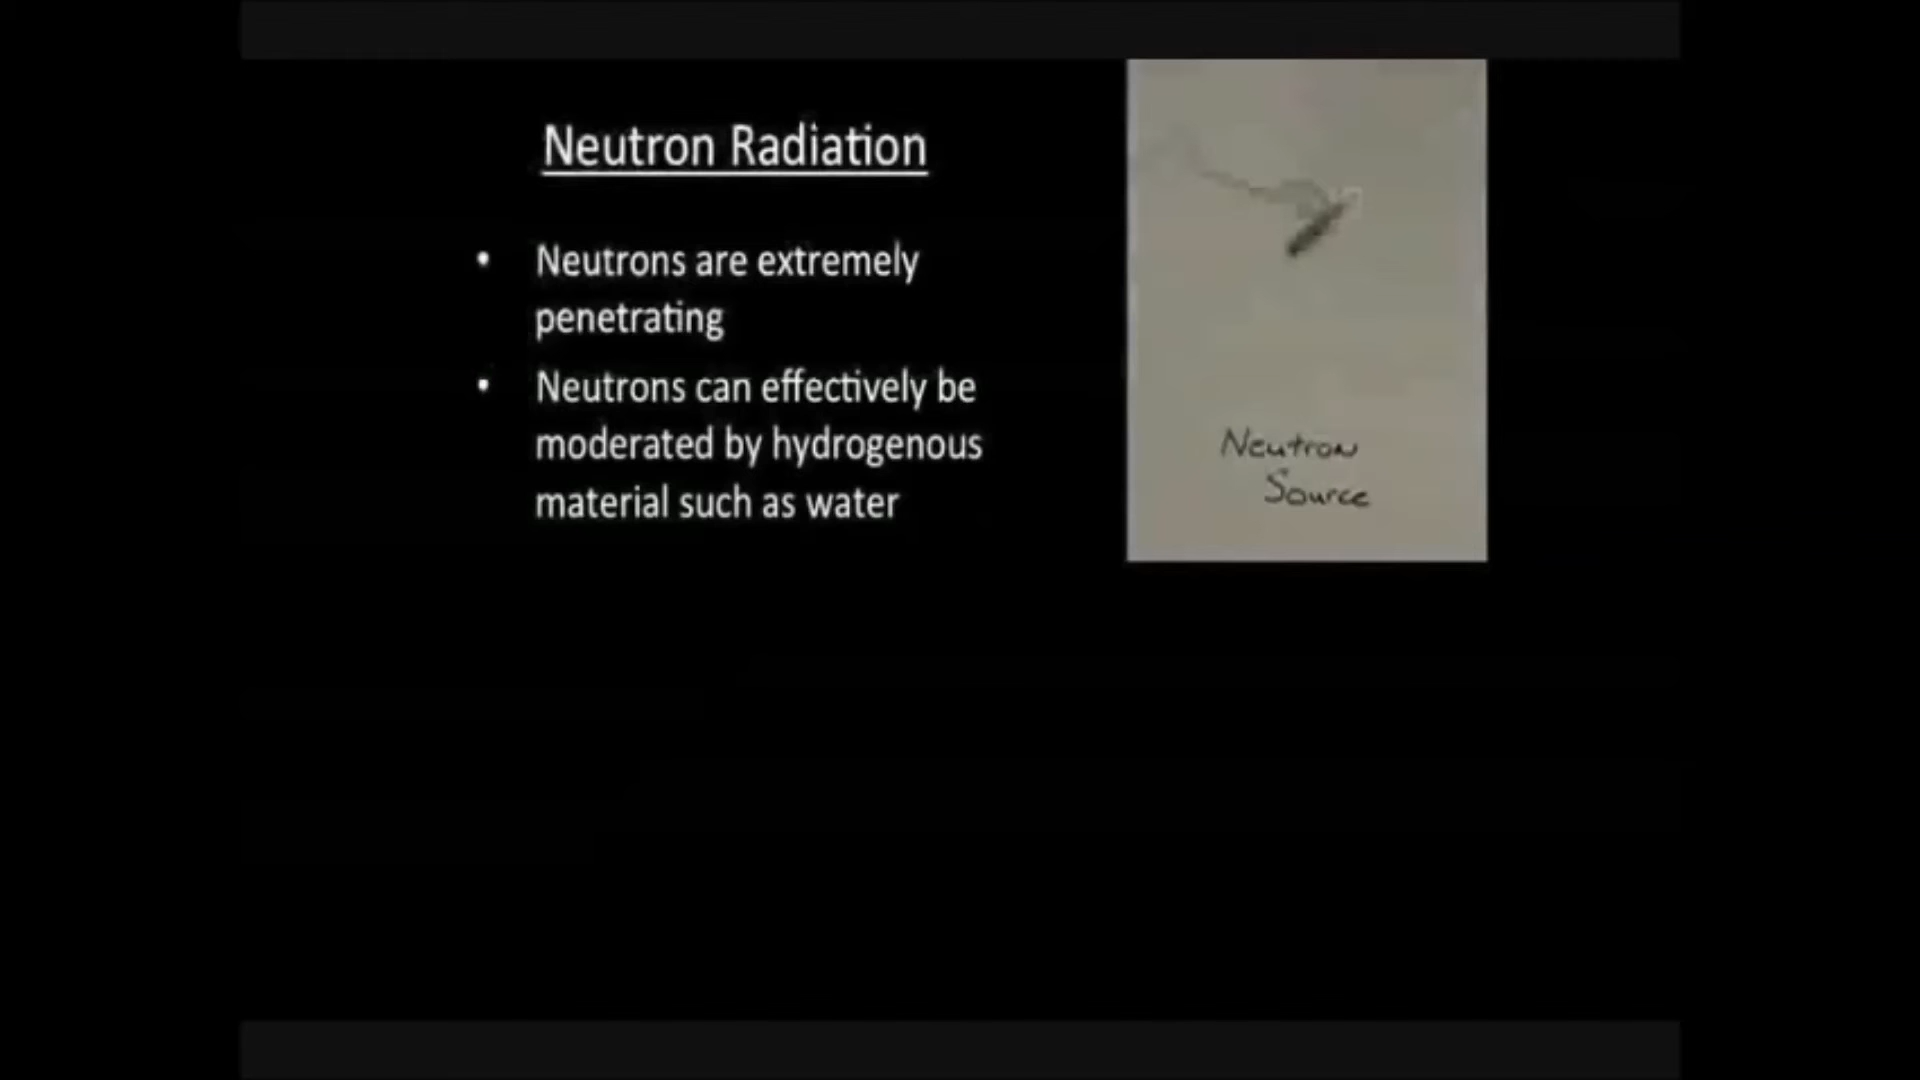 Neutron Radiation
• Neutrons are extremely
penetrating
• Neutrons can effectively be
moderated by hydrogenous
material such as water
Neutron
Source